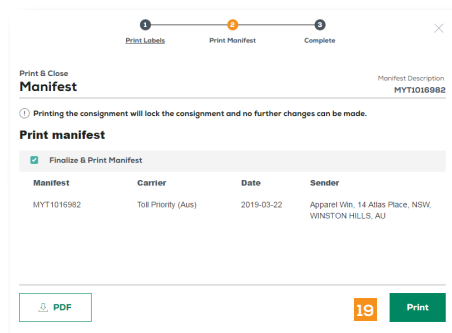 1 2 3
Print Labels Print Manifest Complete
Print & Close
Manifest
Manifest Description
MYT1016982
! Printing the consignment will lock the consignment and no further changes can be made.
Print manifest
Finalize & Print Manifest
Manifest Carrier Date Sender
MYT1016982 Toll Priority (Aus) 2019-03-22 Apparel Win, 14 Atlas Place, NSW,
WINSTON HILLS, AU
PDF 19 Print